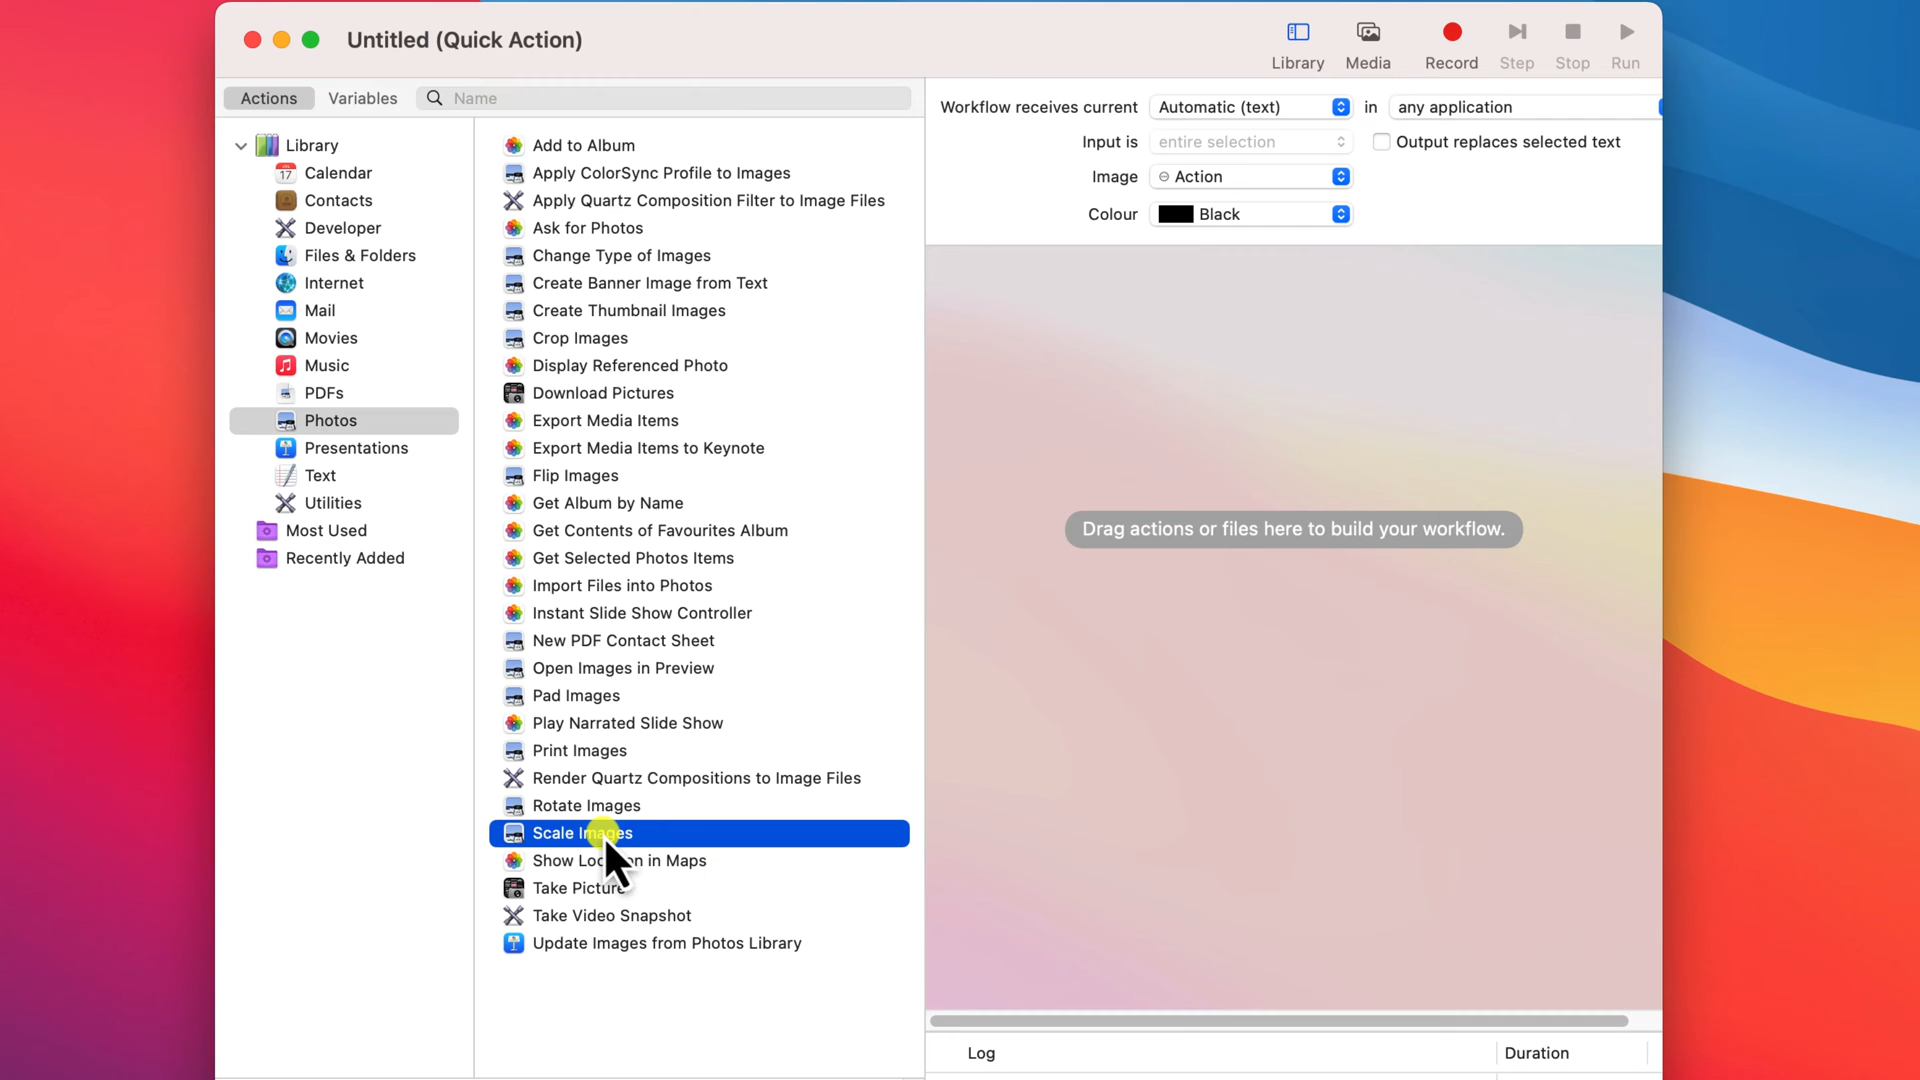 Untitled (Quick Action)
Library
Media
Record
Step
Stop
Run
Actions
Variables
Name
Library
17
Calendar
Contacts
Developer
Files & Folders
Internet
Mail
Movies
Music
PDFs
Photos
Presentations
Text
Utilities
Most Used
Recently Added
Add to Album
Apply ColorSync Profile to Images
Apply Quartz Composition Filter to Image Files
Ask for Photos
Change Type of Images
Create Banner Image from Text
Create Thumbnail Images
Crop Images
Display Referenced Photo
Download Pictures
Export Media Items
Export Media Items to Keynote
Flip Images
Get Album by Name
Get Contents of Favourites Album
Get Selected Photos Items
Import Files into Photos
Instant Slide Show Controller
New PDF Contact Sheet
Open Images in Preview
Pad Images
Play Narrated Slide Show
Print Images
Render Quartz Compositions to Image Files
Rotate Images
Scale Images
Show Location in Maps
Take Picture
Take Video Snapshot
Update Images from Photos Library
Workflow receives current Automatic (text) in any application
Input is entire selection Output replaces selected text
Image Action
Colour Black
Drag actions or files here to build your workflow.
Log Duration